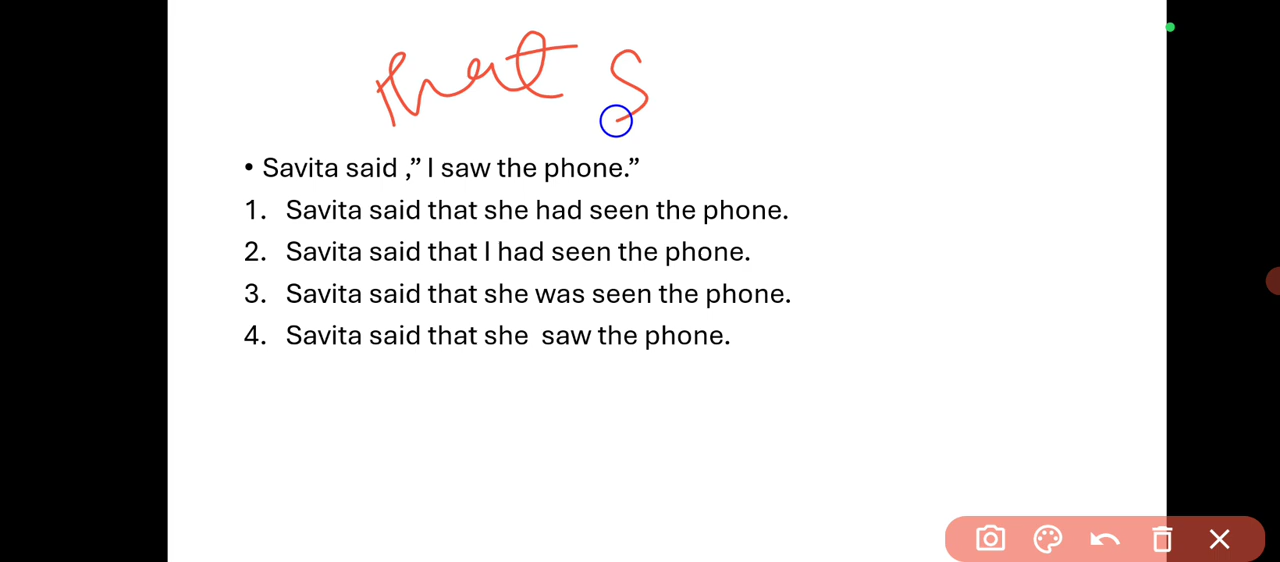 that S
• Savita said ,” I saw the phone.”
1. Savita said that she had seen the phone.
2. Savita said that I had seen the phone.
3. Savita said that she was seen the phone.
4. Savita said that she  saw the phone.